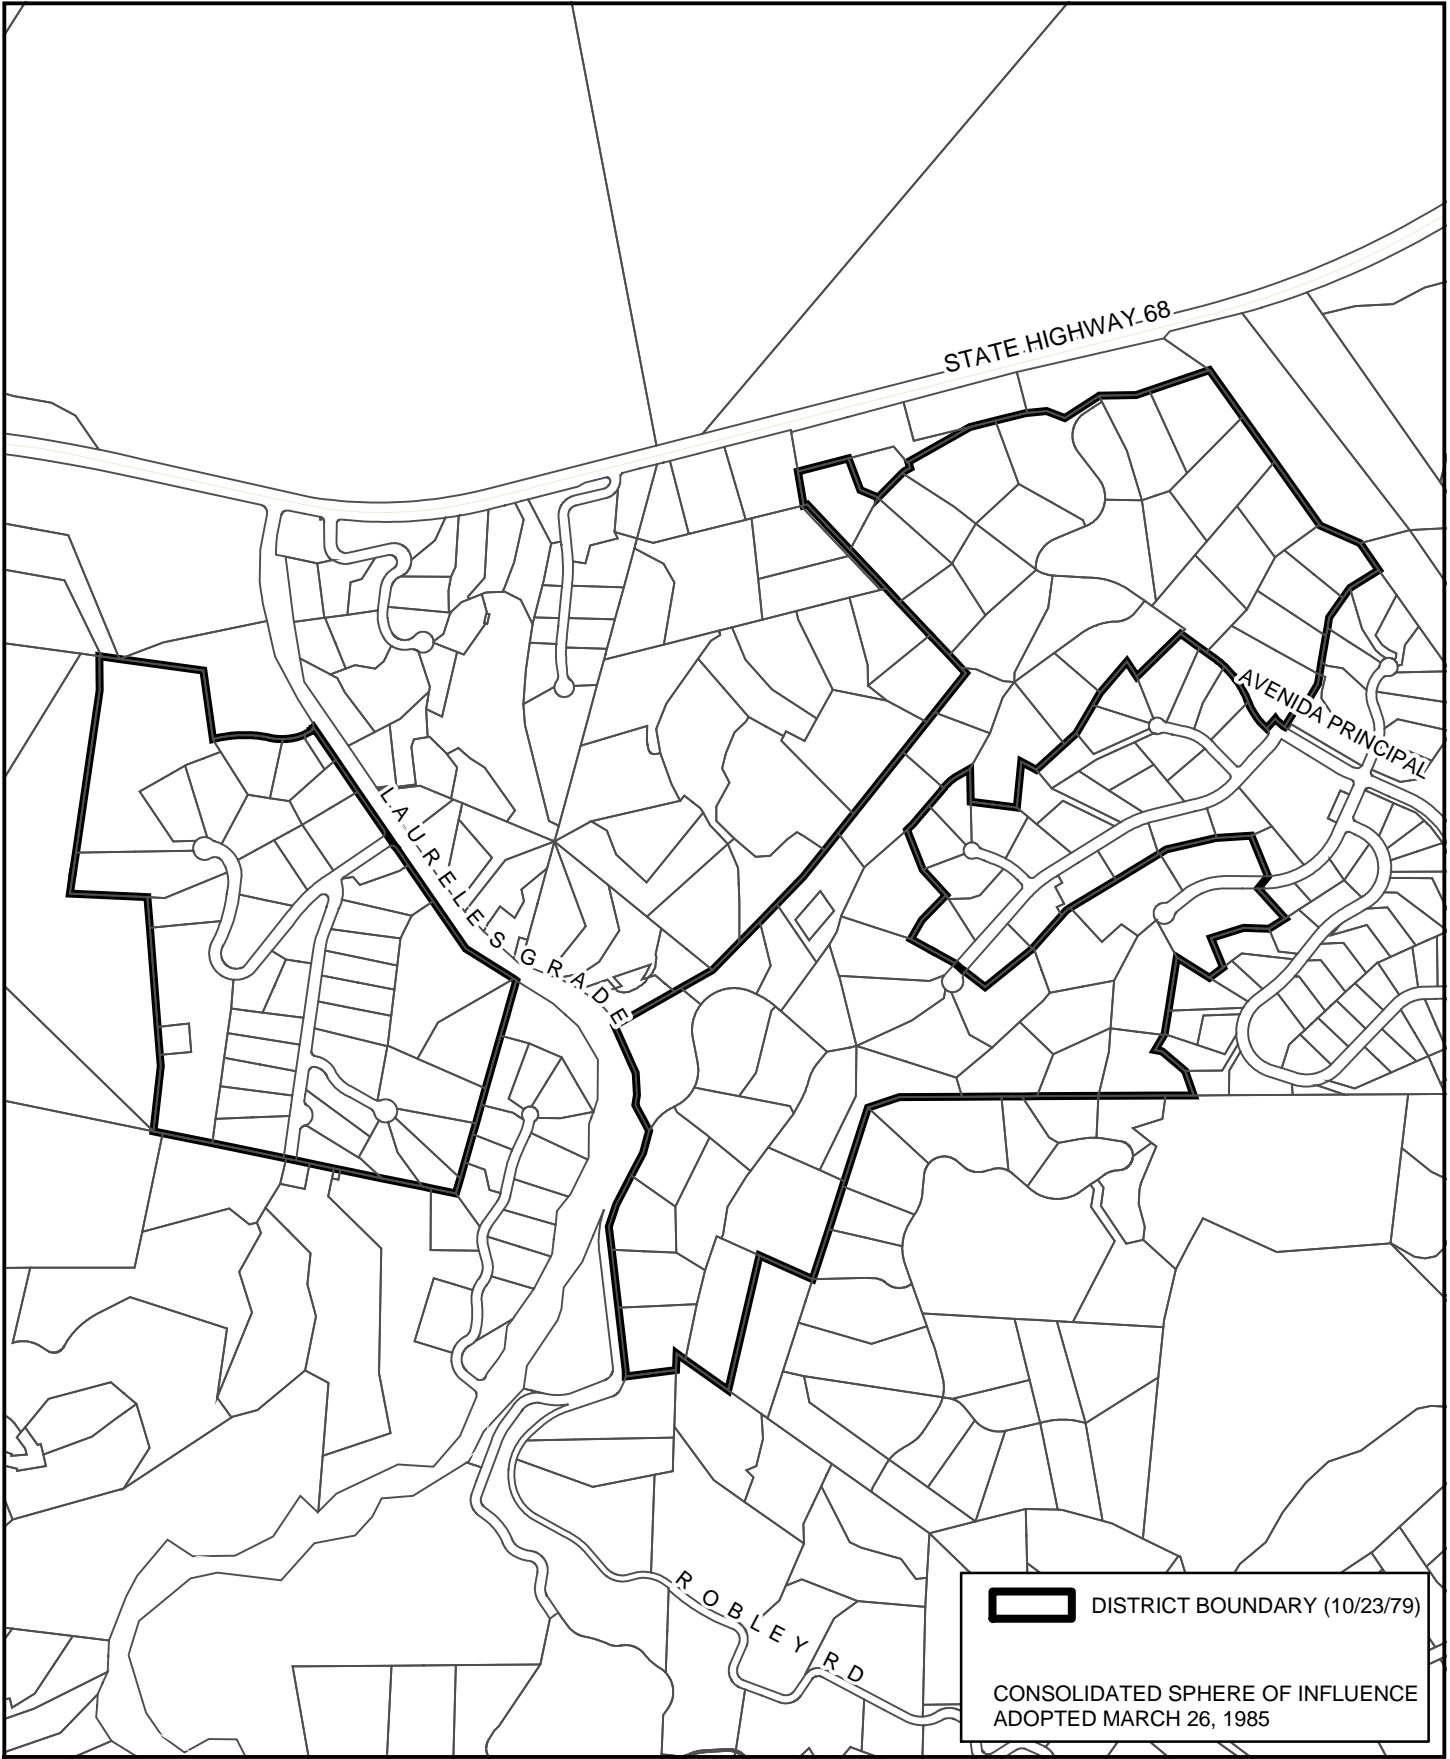 STATE HIGHWAY 68
AVENIDA PRINCIPAL
LAURELES GRADE
ROBLEY RD
DISTRICT BOUNDARY (10/23/79)
CONSOLIDATED SPHERE OF INFLUENCE
ADOPTED MARCH 26, 1985